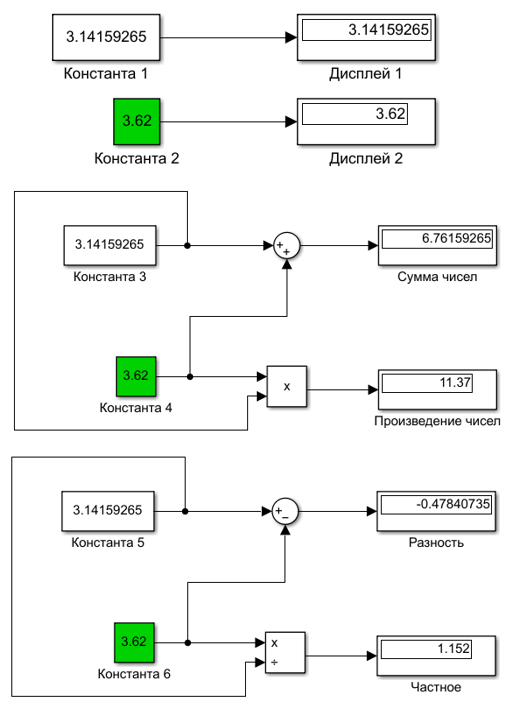 3.14159265
3.14159265
Константа 1
Дисплей 1
3.62
3.62
Константа 2
Дисплей 2
3.14159265
+
+
6.76159265
Константа 3
Сумма чисел
3.62
x
11.37
Константа 4
Произведение чисел
3.14159265
+
−
-0.47840735
Константа 5
Разность
3.62
x
÷
1.152
Константа 6
Частное